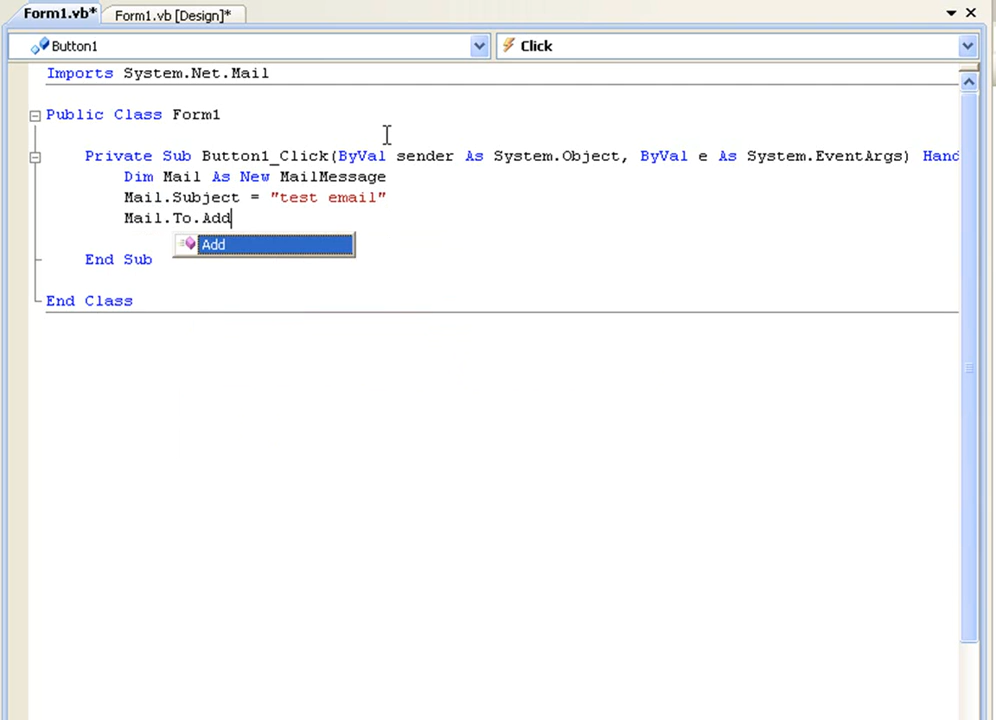 Form1.vb* Form1.vb [Design]*
Button1 Click
Imports System.Net.Mail
Public Class Form1
Private Sub Button1_Click(ByVal sender As System.Object, ByVal e As System.EventArgs) Hand
Dim Mail As New MailMessage
Mail.Subject = "test email"
Mail.To.Add
Add
End Sub
End Class